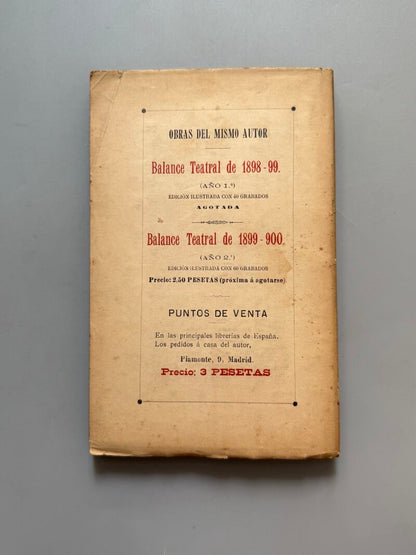 OBRAS DEL MISMO AUTOR
Balance Teatral de 1898-99.
(AÑO 1.º)
EDICIÓN ILUSTRADA CON 40 GRABADOS
AGOTADA
Balance Teatral de 1899-900.
(AÑO 2.º)
EDICIÓN ILUSTRADA CON 60 GRABADOS
Precio: 2,50 PESETAS (próxima á agotarse)
PUNTOS DE VENTA
En las principales librerías de España.
Los pedidos á casa del autor,
Piamonte, 9, Madrid.
Precio: 3 PESETAS